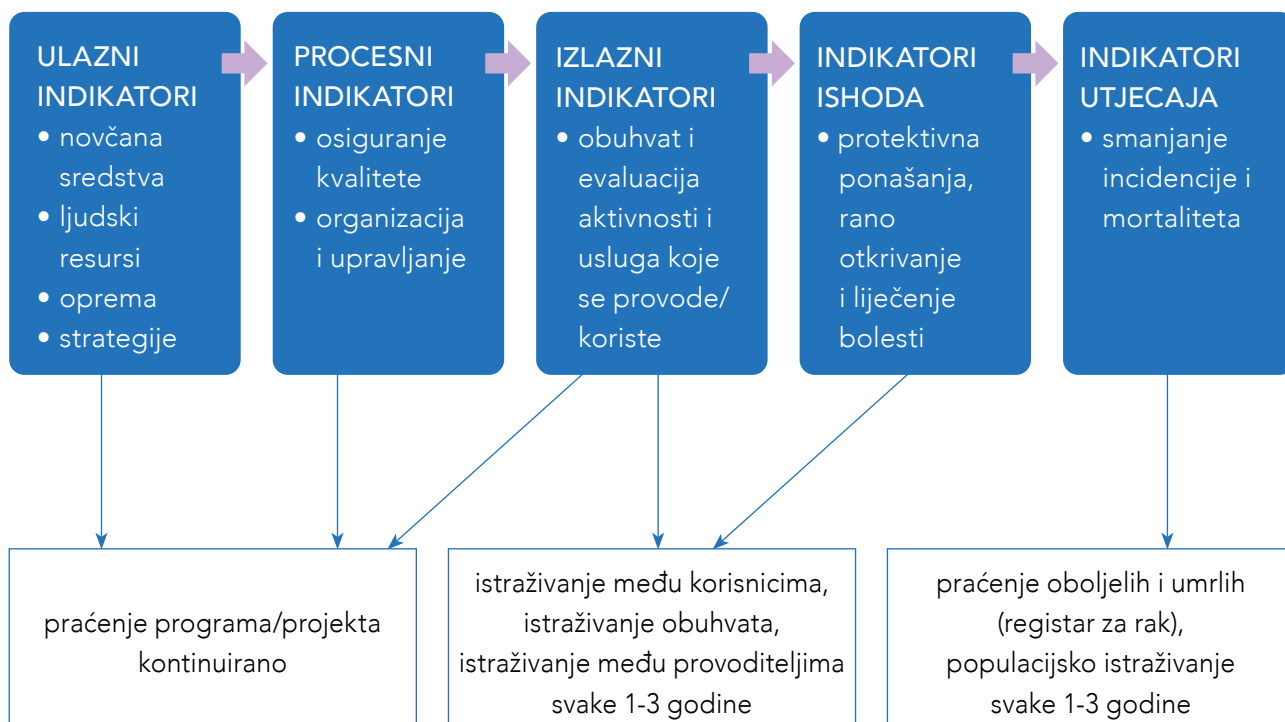 ULAZNI
INDIKATORI
• novčana
sredstva
• ljudski
resursi
• oprema
• strategije
PROCESNI
INDIKATORI
• osiguranje
kvalitete
• organizacija
i upravljanje
IZLAZNI
INDIKATORI
• obuhvat i
evaluacija
aktivnosti i
usluga koje
se provode/
koriste
INDIKATORI
ISHODA
• protektivna
ponašanja,
rano
otkrivanje
i liječenje
bolesti
INDIKATORI
UTJECAJA
• smanjanje
incidencije i
mortaliteta
praćenje programa/projekta
kontinuirano
istraživanje među korisnicima,
istraživanje obuhvata,
istraživanje među provoditeljima
svake 1-3 godine
praćenje oboljelih i umrlih
(registar za rak),
populacijsko istraživanje
svake 1-3 godine